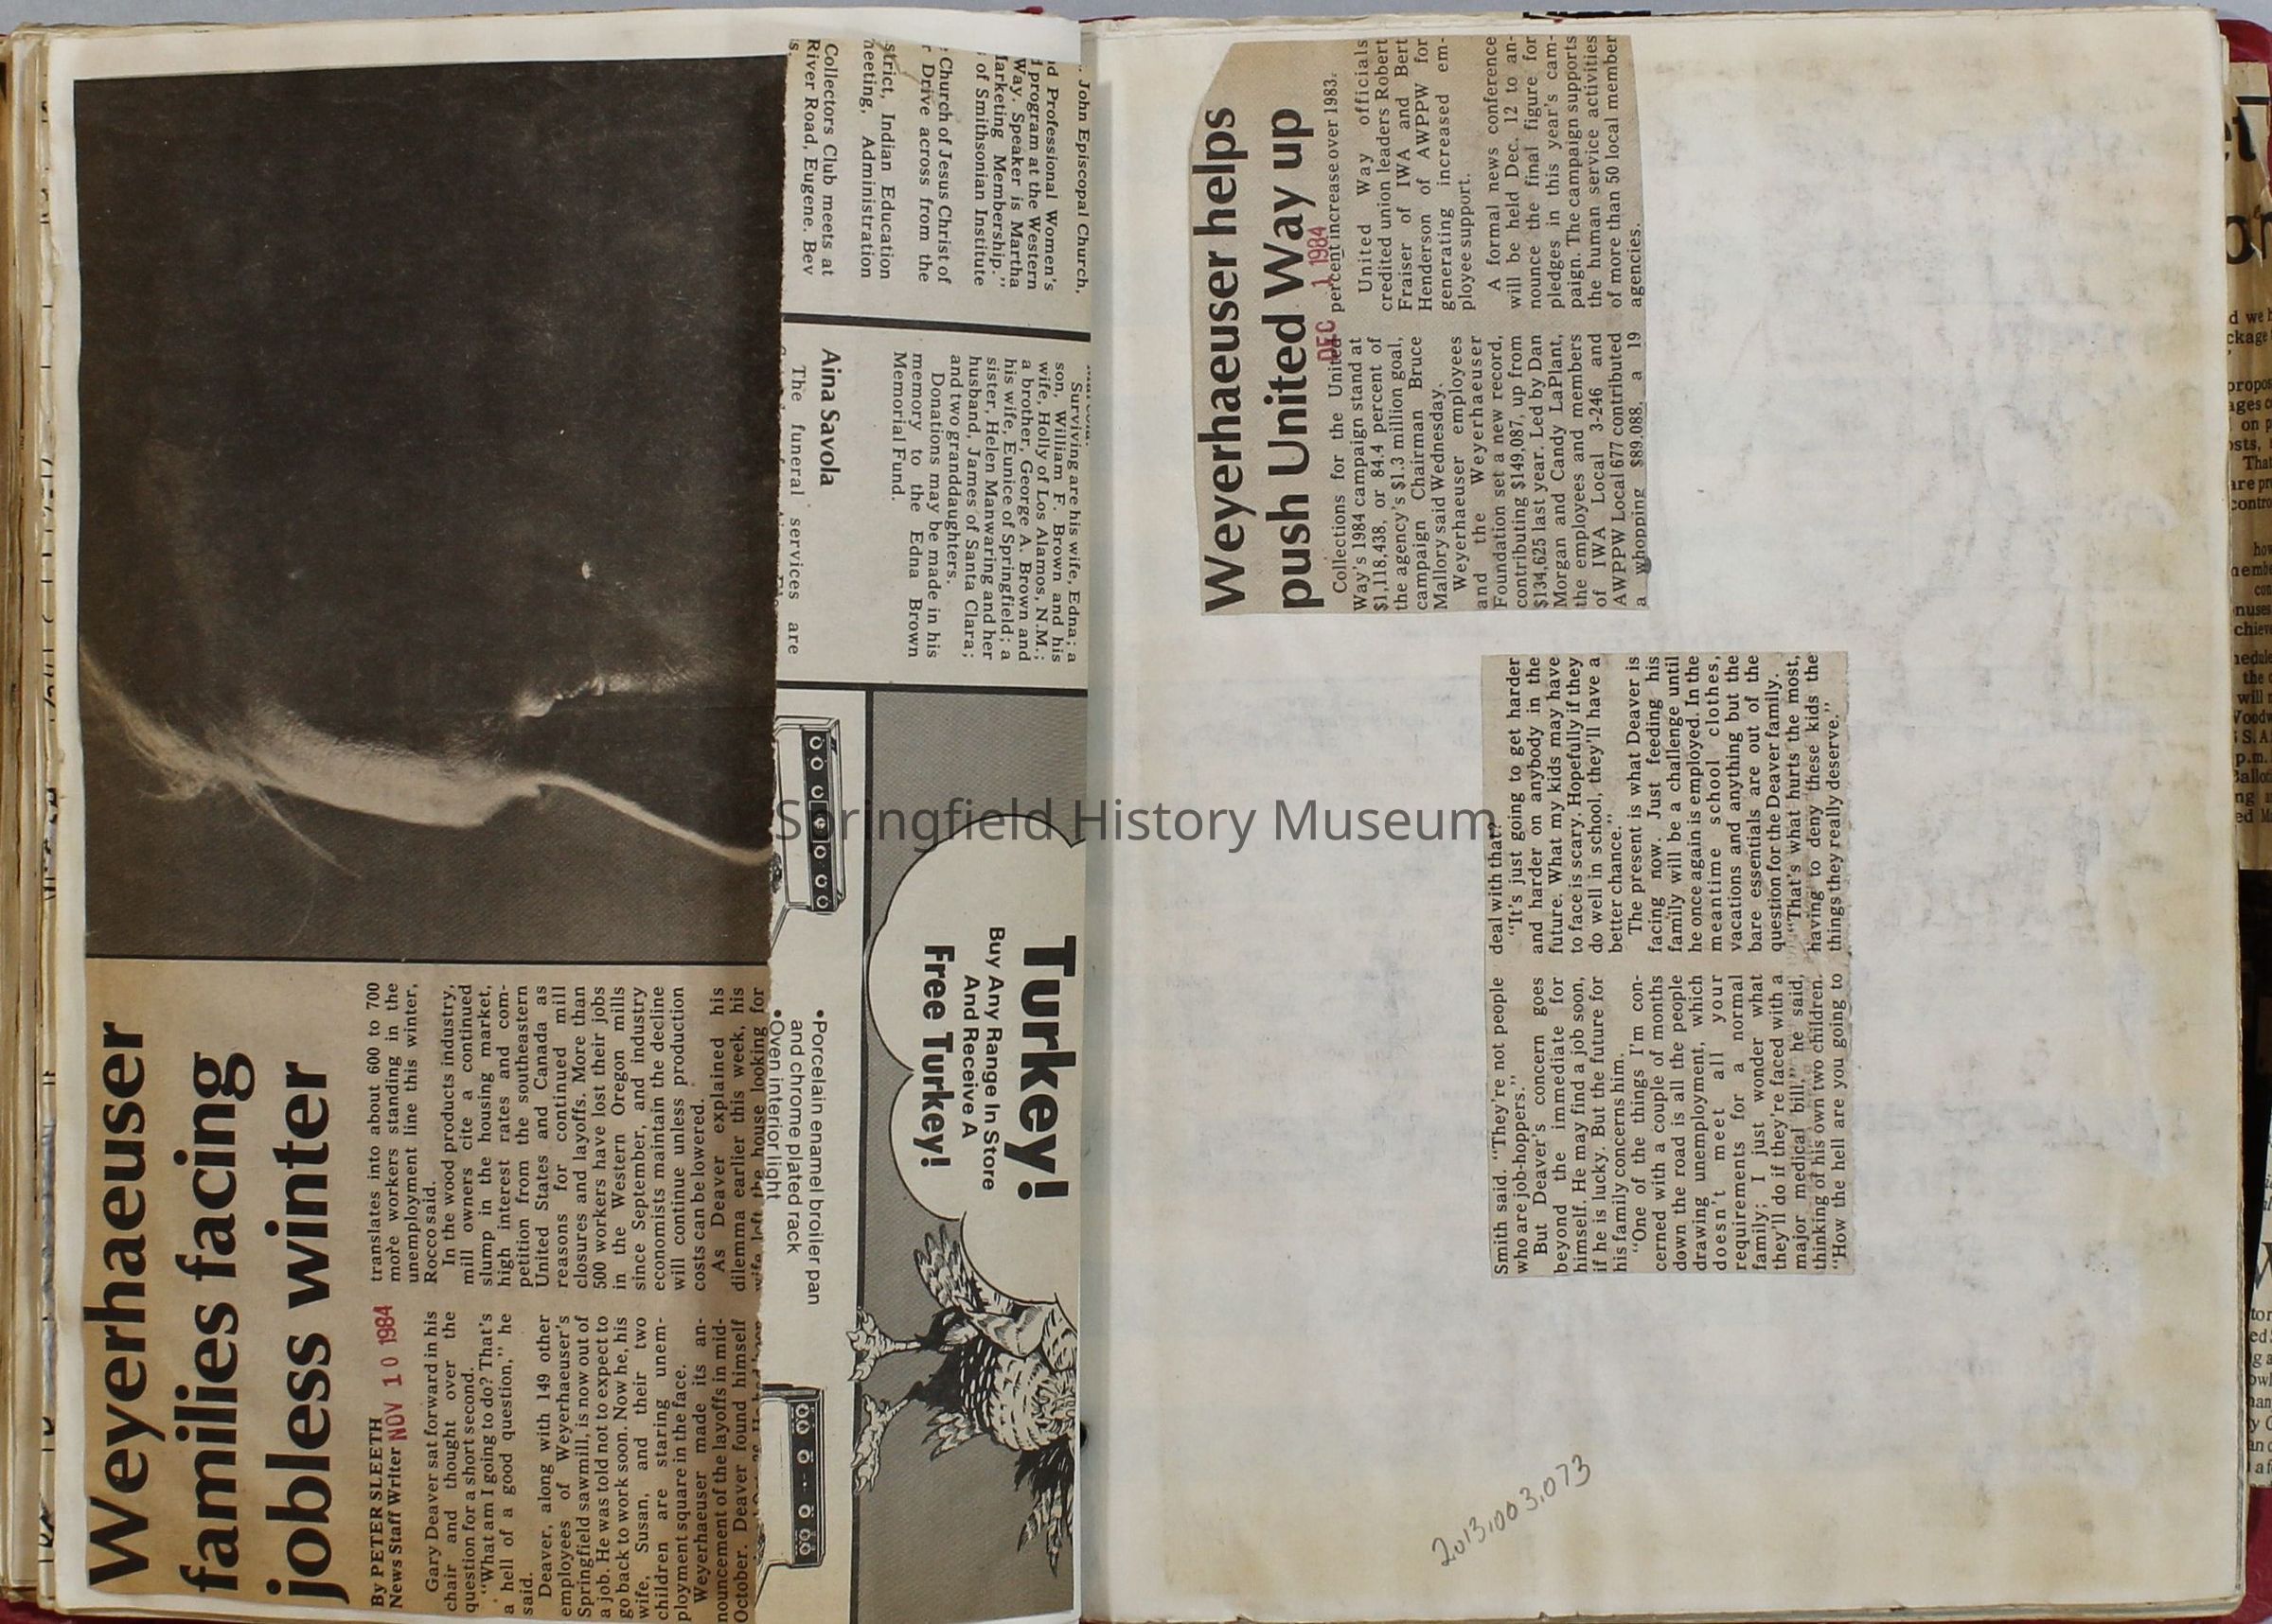 Weyerhaeuser
families facing
jobless winter
By PETER SLEETH
News Staff Writer
NOV 10 1984
Gary Deaver sat forward in his
chair and thought over the
question for a short second.
"What am I going to do? That's
a hell of a good question," he
said.
Deaver, along with 149 other
employees of Weyerhaeuser's
Springfield sawmill, is now out of
a job. He was told not to expect to
go back to work soon. Now he, his
wife, Susan, and their two
children are staring unem-
ployment square in the face.
Weyerhaeuser made its an-
nouncement of the layoffs in mid-
October. Deaver found himself
translates into about 600 to 700
more workers standing in the
unemployment line this winter,
Rocco said.
In the wood products industry,
mill owners cite a continued
slump in the housing market,
high interest rates and com-
petition from the southeastern
United States and Canada as
reasons for continued mill
closures and layoffs. More than
500 workers have lost their jobs
in the Western Oregon mills
since September, and industry
economists maintain the decline
will continue unless production
costs can be lowered.
As Deaver explained his
dilemma earlier this week, his
wife left the house looking for
. John Episcopal Church,
d Professional Women's
program at the Western
Way. Speaker is Martha
Marketing Membership."
of Smithsonian Institute
Church of Jesus Christ of
Drive across from the
strict, Indian Education
meeting, Administration
Collectors Club meets at
River Road, Eugene. Bev
s.
Surviving are his wife, Edna; a
son, William F. Brown and his
wife, Holly of Los Alamos, N.M.;
a brother, George A. Brown and
his wife, Eunice of Springfield; a
sister, Helen Manwaring and her
husband, James of Santa Clara;
and two granddaughters.
Donations may be made in his
memory to the Edna Brown
Memorial Fund.
Aina Savola
The funeral services are
Turkey!
Buy Any Range In Store
And Receive A
Free Turkey!
•Porcelain enamel broiler pan
and chrome plated rack
•Oven interior light
Weyerhaeuser helps
push United Way up
DEC 1 1984
Collections for the United
Way's 1984 campaign stand at
$1,118,438, or 84.4 percent of
the agency's $1.3 million goal,
campaign Chairman Bruce
Mallory said Wednesday.
Weyerhaeuser employees
and the Weyerhaeuser
Foundation set a new record,
contributing $149,087, up from
$134,625 last year. Led by Dan
Morgan and Candy LaPlant,
the employees and members
of IWA Local 3-246 and
AWPPW Local 677 contributed
a whopping $89,088, a 19
percent increase over 1983.
United Way officials
credited union leaders Robert
Fraiser of IWA and Bert
Henderson of AWPPW for
generating increased em-
ployee support.
A formal news conference
will be held Dec. 12 to an-
nounce the final figure for
pledges in this year's cam-
paign. The campaign supports
the human service activities
of more than 50 local member
agencies.
Smith said. "They're not people
who are job-hoppers."
But Deaver's concern goes
beyond the immediate for
himself. He may find a job soon,
if he is lucky. But the future for
his family concerns him.
"One of the things I'm con-
cerned with a couple of months
down the road is all the people
drawing unemployment, which
doesn't meet all your
requirements for a normal
family; I just wonder what
they'll do if they're faced with a
major medical bill," he said,
thinking of his own two children.
"How the hell are you going to
deal with that?
"It's just going to get harder
and harder on anybody in the
future. What my kids may have
to face is scary. Hopefully if they
do well in school, they'll have a
better chance."
The present is what Deaver is
facing now. Just feeding his
family will be a challenge until
he once again is employed. In the
meantime school clothes,
vacations and anything but the
bare essentials are out of the
question for the Deaver family.
"That's what hurts the most,
having to deny these kids the
things they really deserve."
2013.003.073
Springfield History Museum